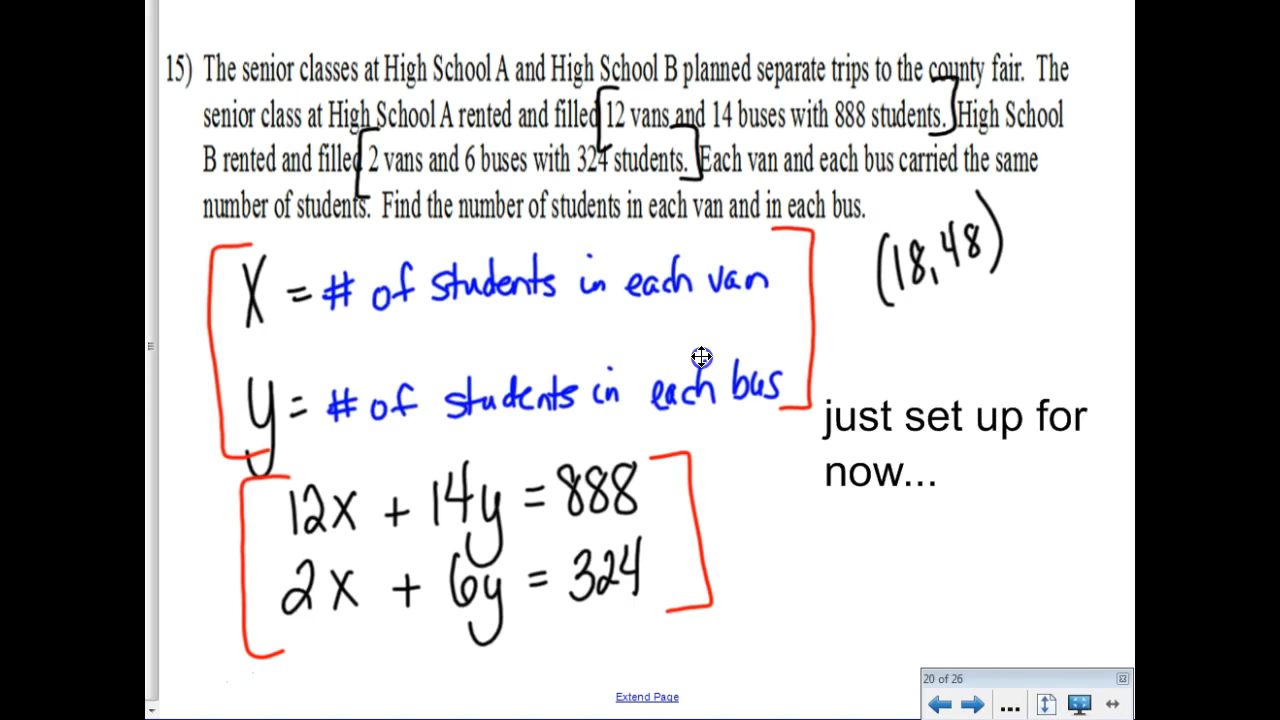 15) The senior classes at High School A and High School B planned separate trips to the county fair. The
senior class at High School A rented and filled 12 vans and 14 buses with 888 students. High School
B rented and filled 2 vans and 6 buses with 324 students. Each van and each bus carried the same
number of students. Find the number of students in each van and in each bus.
(18,48)
X = # of students in each van
y = # of students in each bus
just set up for
now...
12x + 14y = 888
2x + 6y = 324
20 of 26
...
Extend Page